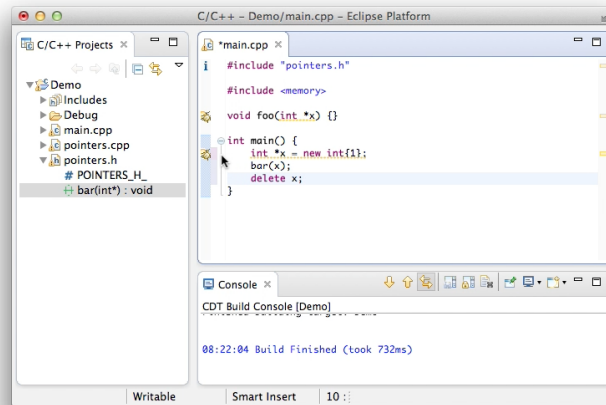 C/C++ – Demo/main.cpp – Eclipse Platform
C/C++ Projects
Demo
Includes
Debug
main.cpp
pointers.cpp
pointers.h
# POINTERS_H_
bar(int*) : void
*main.cpp
#include "pointers.h"
#include <memory>
void foo(int *x) {}
int main() {
int *x = new int{1};
bar(x);
delete x;
}
Console
CDT Build Console [Demo]
08:22:04 Build Finished (took 732ms)
Writable
Smart Insert
10 :